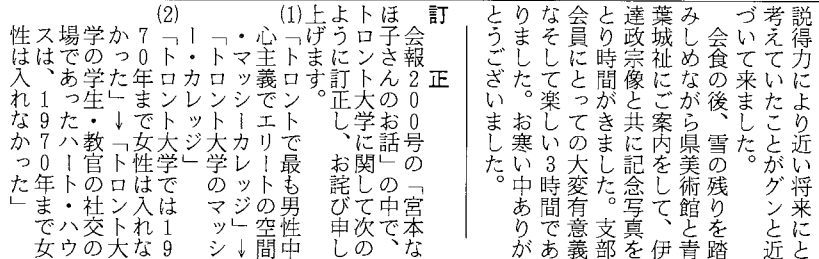 説得力により近い将来にと
考えていたことがグンと近
づいて来ました。
会食の後、雪の残りを踏
みしめながら県美術館と青
葉城祉にご案内をして、伊
達政宗像と共に記念写真を
とり時間がきました。支部
会員にとっての大変有意義
なそして楽しい3時間であ
りました。お寒い中ありが
とうございました。
訂正
会報200号の「宮本な
ほ子さんのお話」の中で、
トロント大学に関して次の
ように訂正し、お詫び申し
上げます。
(1)「トロントで最も男性中
心主義でエリートの空間
・マッシーカレッジ」↓
「トロント大学のマッシ
ー・カレッジ」
(2)「トロント大学では19
70年まで女性は入れな
かった」↓「トロント大
学の学生・教官の社交の
場であったハート・ハウ
スは、1970年まで女
性は入れなかった」